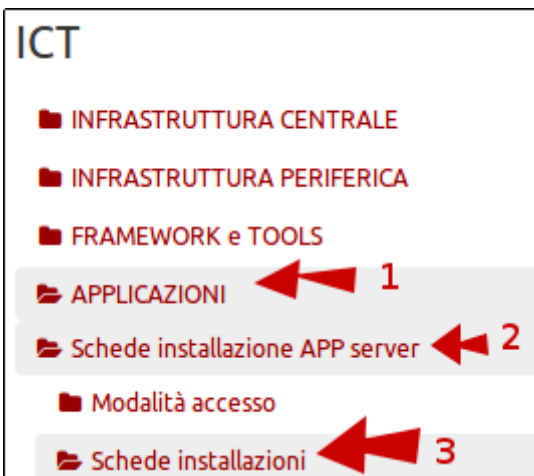 ICT
INFRASTRUTTURA CENTRALE
INFRASTRUTTURA PERIFERICA
FRAMEWORK e TOOLS
APPLICAZIONI 1
Schede installazione APP server 2
Modalità accesso
Schede installazioni 3